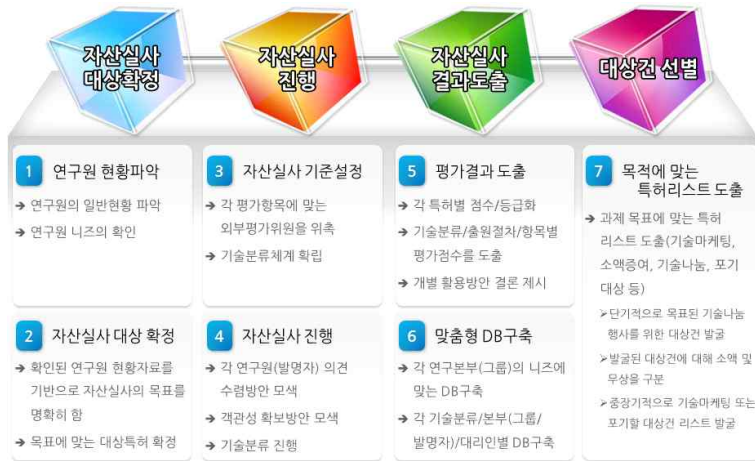 자산실사
대상확정
자산실사
진행
자산실사
결과도출
대상건 선별
1 연구원 현황파악
➔ 연구원의 일반현황 파악
➔ 연구원 니즈의 확인
2 자산실사 대상 확정
➔ 확인된 연구원 현황자료를
기반으로 자산실사의 목표를
명확히 함
➔ 목표에 맞는 대상특허 확정
3 자산실사 기준설정
➔ 각 평가항목에 맞는
외부평가위원을 위촉
➔ 기술분류체계 확립
4 자산실사 진행
➔ 각 연구원(발명자) 의견
수렴방안 모색
➔ 객관성 확보방안 모색
➔ 기술분류 진행
5 평가결과 도출
➔ 각 특허별 점수/등급화
➔ 기술분류/출원절차/항목별
평가점수를 도출
➔ 개별 활용방안 결론 제시
6 맞춤형 DB구축
➔ 각 연구본부(그룹)의 니즈에
맞는 DB구축
➔ 각 기술분류/본부(그룹/
발명자)/대리인별 DB구축
7 목적에 맞는
특허리스트 도출
➔ 과제 목표에 맞는 특허
리스트 도출(기술마케팅,
소액증여, 기술나눔, 포기
대상 등)
➢단기적으로 목표된 기술나눔
행사를 위한 대상건 발굴
➢발굴된 대상건에 대해 소액 및
무상을 구분
➢중장기적으로 기술마케팅 또는
포기할 대상건 리스트 발굴